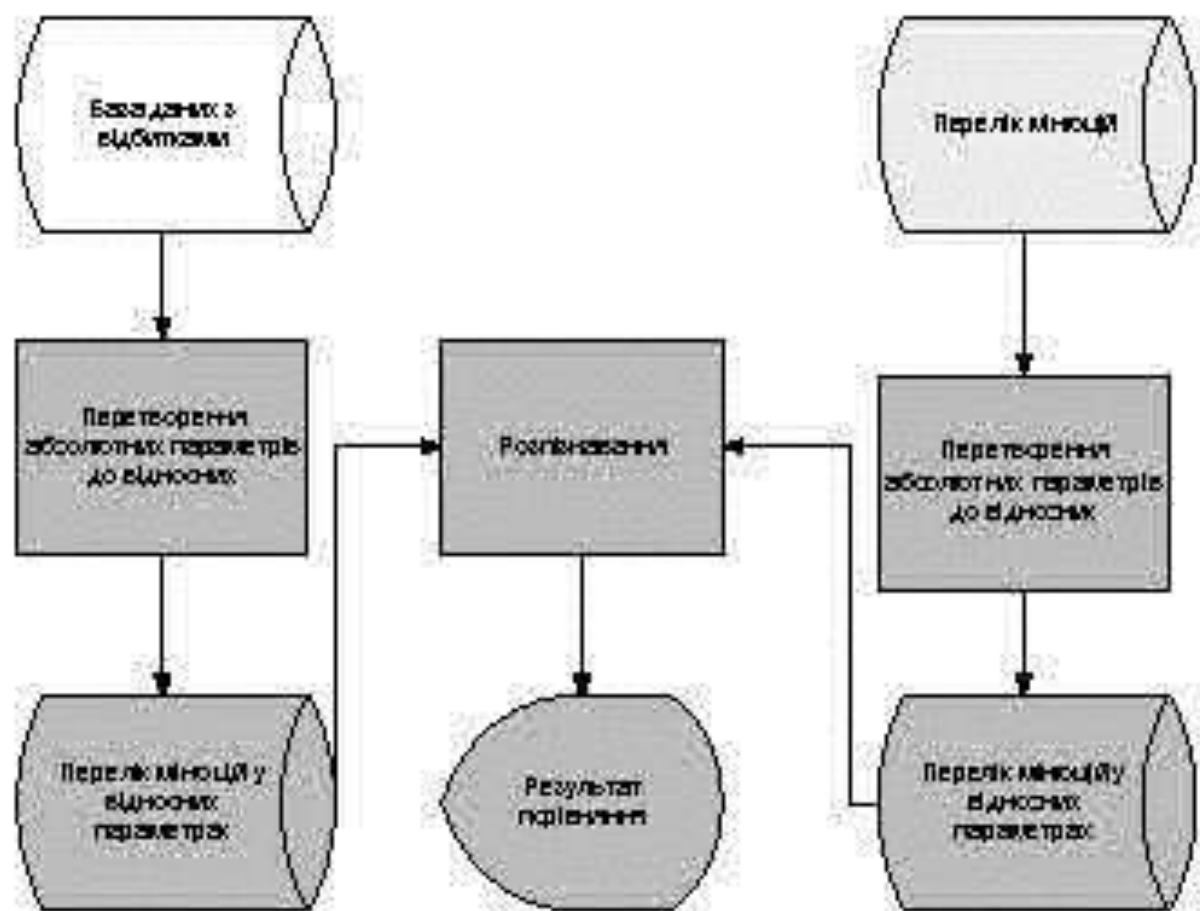 База даних з
відбитками
Перелік мінюцій
Перетворення
абсолютних параметрів
до відносних
Розпізнавання
Перетворення
абсолютних параметрів
до відносних
Перелік мінюцій у
відносних
параметрах
Результат
порівняння
Перелік мінюцій у
відносних
параметрах